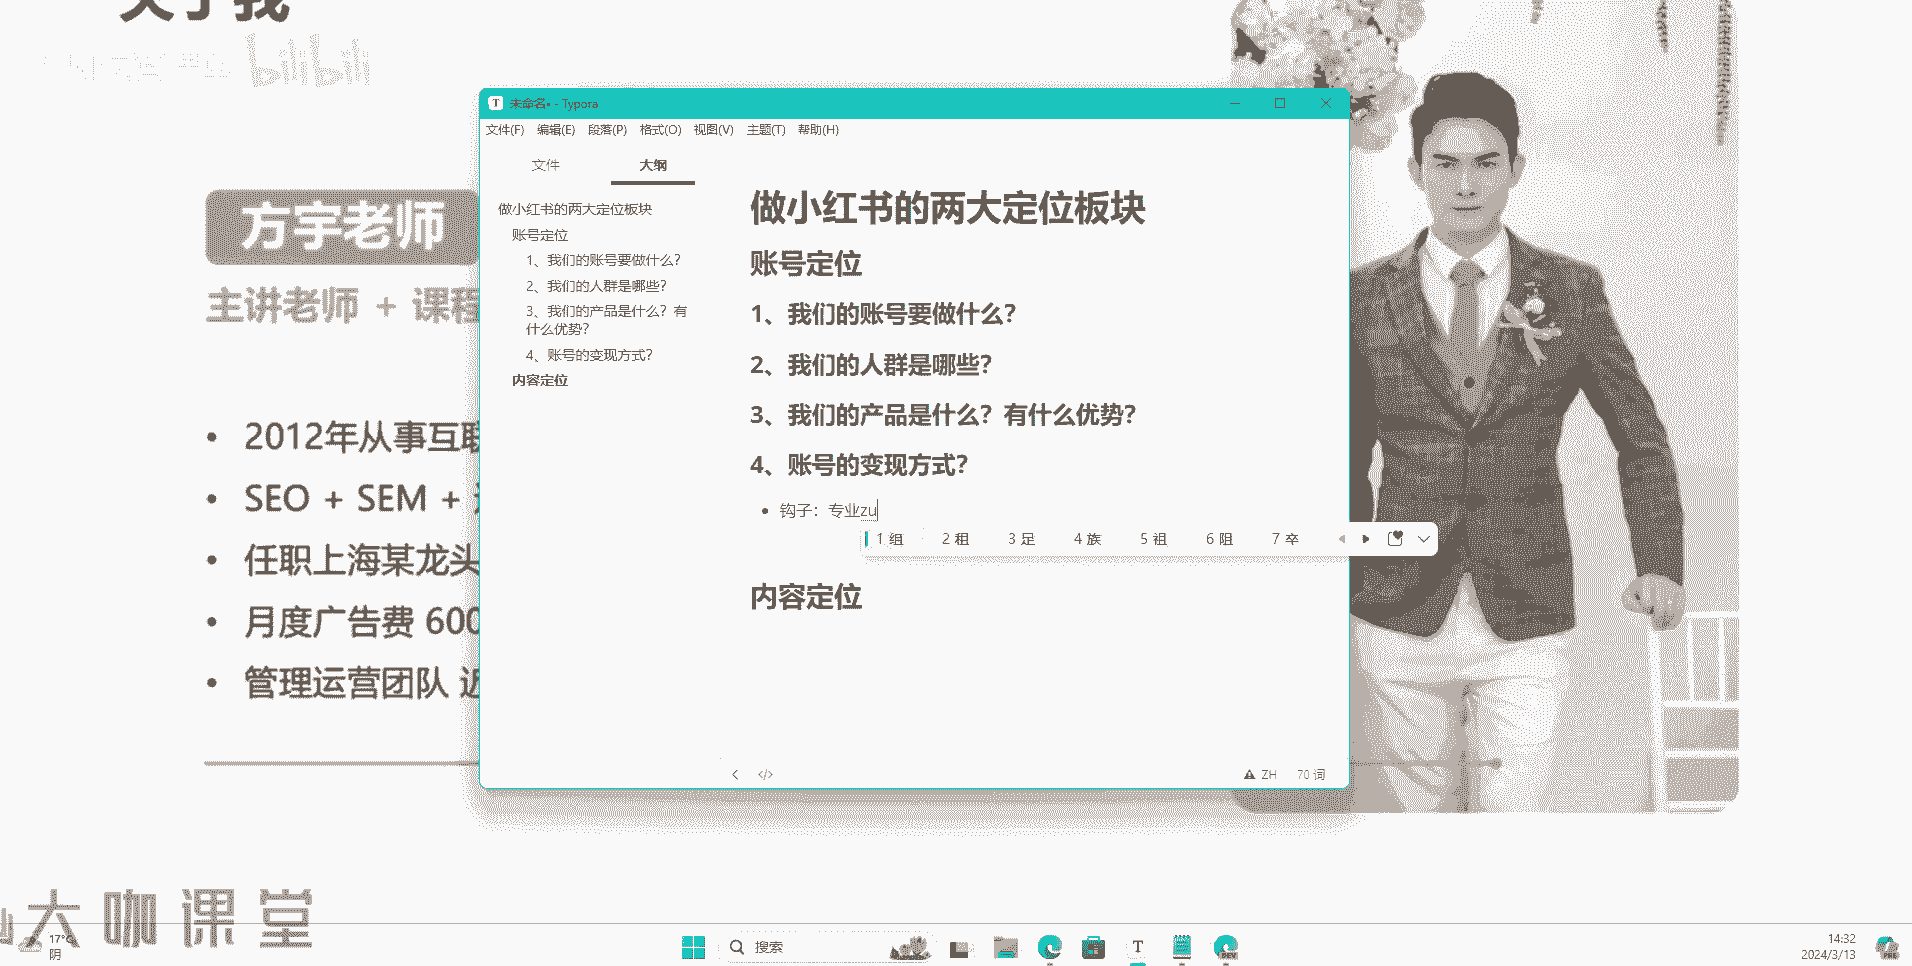 关于我
bilibili
方宇老师
主讲老师 + 课程
2012年从事互联
SEO + SEM +
任职上海某龙头
月度广告费 600
管理运营团队 近
未命名• - Typora
文件(F) 编辑(E) 段落(P) 格式(O) 视图(V) 主题(T) 帮助(H)
文件 大纲
做小红书的两大定位板块
账号定位
1、我们的账号要做什么?
2、我们的人群是哪些?
3、我们的产品是什么？有
什么优势?
4、账号的变现方式?
内容定位
做小红书的两大定位板块
账号定位
1、我们的账号要做什么?
2、我们的人群是哪些?
3、我们的产品是什么？有什么优势?
4、账号的变现方式?
• 钩子：专业zu
1 组 2 租 3 足 4 族 5 祖 6 阻 7 卒
内容定位
ZH 70 词
大咖课堂
17°C
阴
搜索
T
DEV
14:32
2024/3/13
PRE